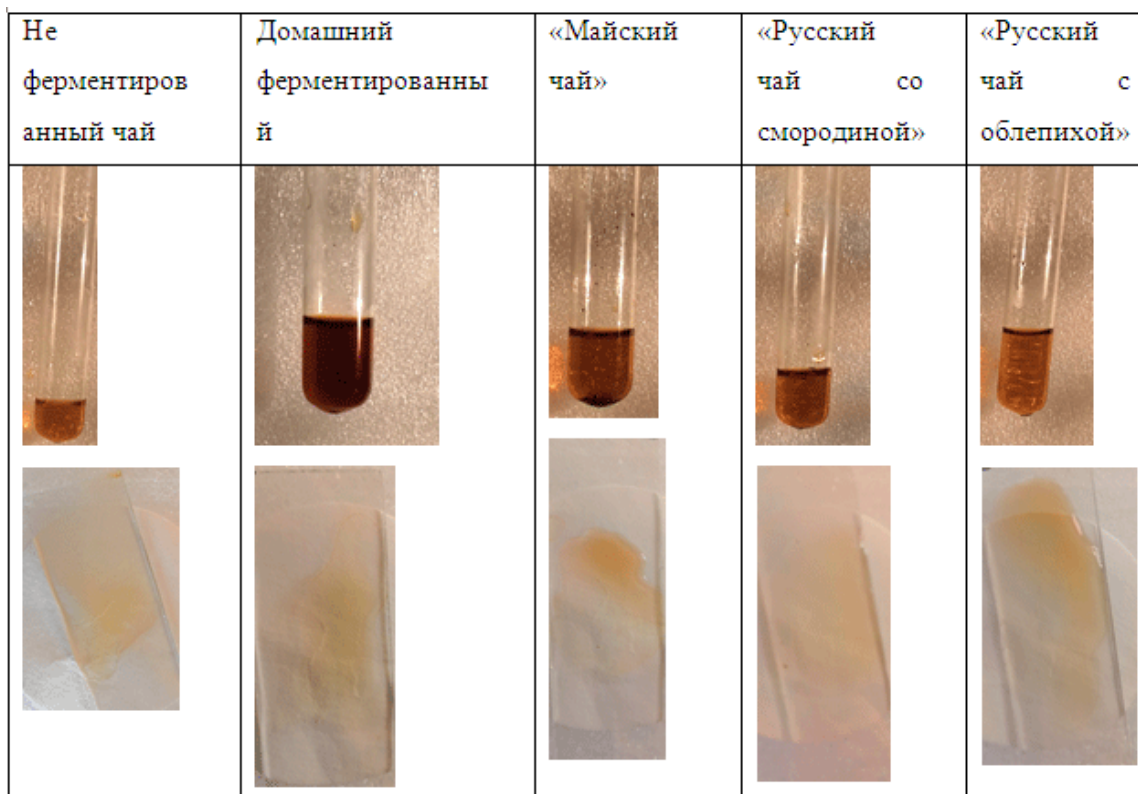 Не
ферментиров
анный чай
Домашний
ферментированны
й
«Майский
чай»
«Русский
чай со
смородиной»
«Русский
чай с
облепихой»